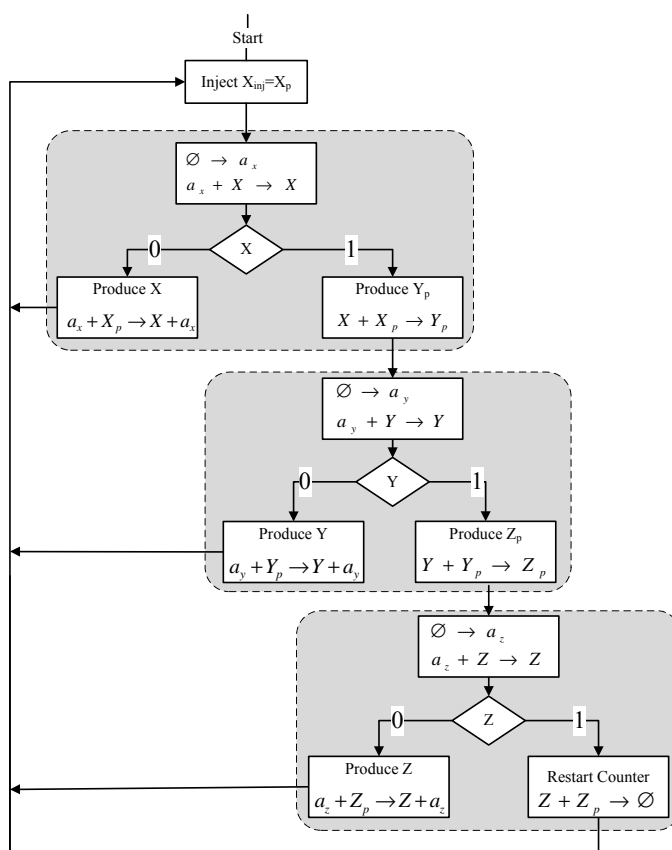 Start
Inject X_inj=X_p
∅ → a_x
a_x + X → X
X
0
1
Produce X
a_x + X_p → X + a_x
Produce Y_p
X + X_p → Y_p
∅ → a_y
a_y + Y → Y
Y
0
1
Produce Y
a_y + Y_p → Y + a_y
Produce Z_p
Y + Y_p → Z_p
∅ → a_z
a_z + Z → Z
Z
0
1
Produce Z
a_z + Z_p → Z + a_z
Restart Counter
Z + Z_p → ∅